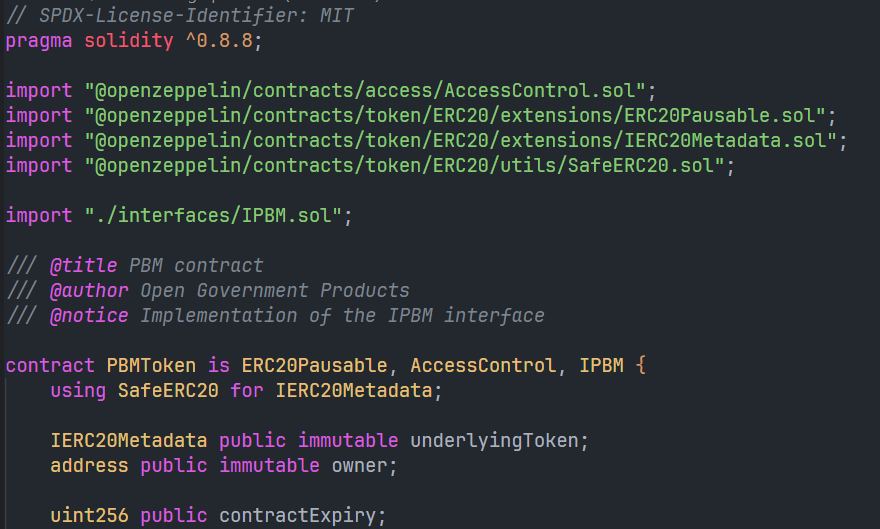 // SPDX-License-Identifier: MIT
pragma solidity ^0.8.8;
import "@openzeppelin/contracts/access/AccessControl.sol";
import "@openzeppelin/contracts/token/ERC20/extensions/ERC20Pausable.sol";
import "@openzeppelin/contracts/token/ERC20/extensions/IERC20Metadata.sol";
import "@openzeppelin/contracts/token/ERC20/utils/SafeERC20.sol";
import "./interfaces/IPBM.sol";
/// @title PBM contract
/// @author Open Government Products
/// @notice Implementation of the IPBM interface
contract PBMToken is ERC20Pausable, AccessControl, IPBM {
    using SafeERC20 for IERC20Metadata;
    IERC20Metadata public immutable underlyingToken;
    address public immutable owner;
    uint256 public contractExpiry;